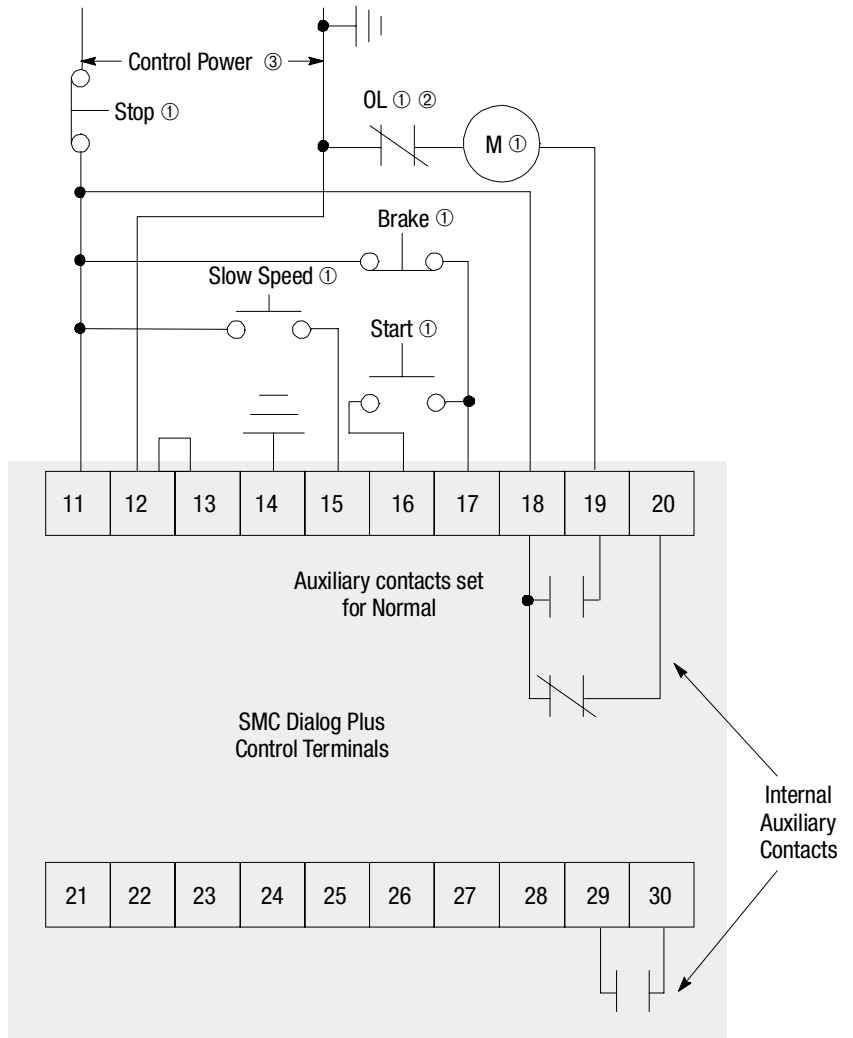 Control Power ③
OL ① ②
Stop ①
M ①
Brake ①
Slow Speed ①
Start ①
11 12 13 14 15 16 17 18 19 20
Auxiliary contacts set
for Normal
SMC Dialog Plus
Control Terminals
Internal
Auxiliary
Contacts
21 22 23 24 25 26 27 28 29 30